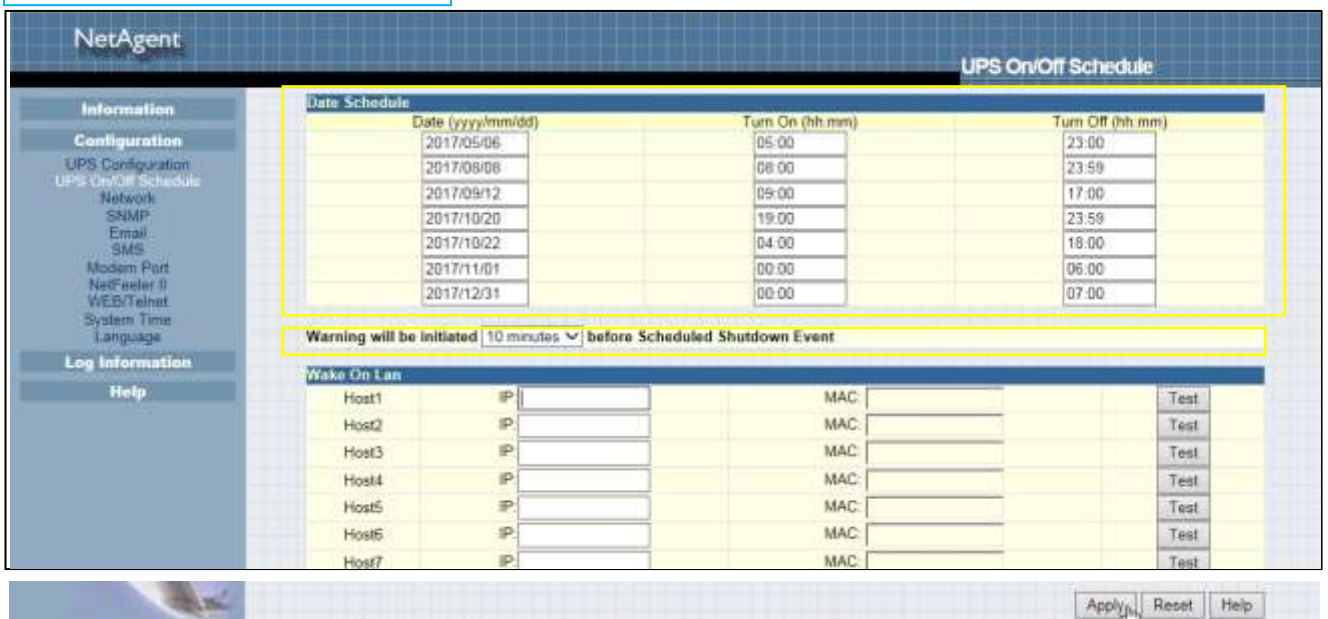 NetAgent
UPS On/Off Schedule
Information
Configuration
UPS Configuration
UPS On/Off Schedule
Network
SNMP
Email
SMS
Modem Port
NetFeeler II
WEB/Telnet
System Time
Language
Log Information
Help
Date Schedule
Date (yyyy/mm/dd) Turn On (hh:mm) Turn Off (hh:mm)
2017/05/06 05:00 23:00
2017/08/08 08:00 23:59
2017/09/12 09:00 17:00
2017/10/20 19:00 23:59
2017/10/22 04:00 18:00
2017/11/01 00:00 06:00
2017/12/31 00:00 07:00
Warning will be initiated 10 minutes before Scheduled Shutdown Event
Wake On Lan
Host1 IP: MAC: Test
Host2 IP: MAC: Test
Host3 IP: MAC: Test
Host4 IP: MAC: Test
Host5 IP: MAC: Test
Host6 IP: MAC: Test
Host7 IP: MAC: Test
Apply Reset Help